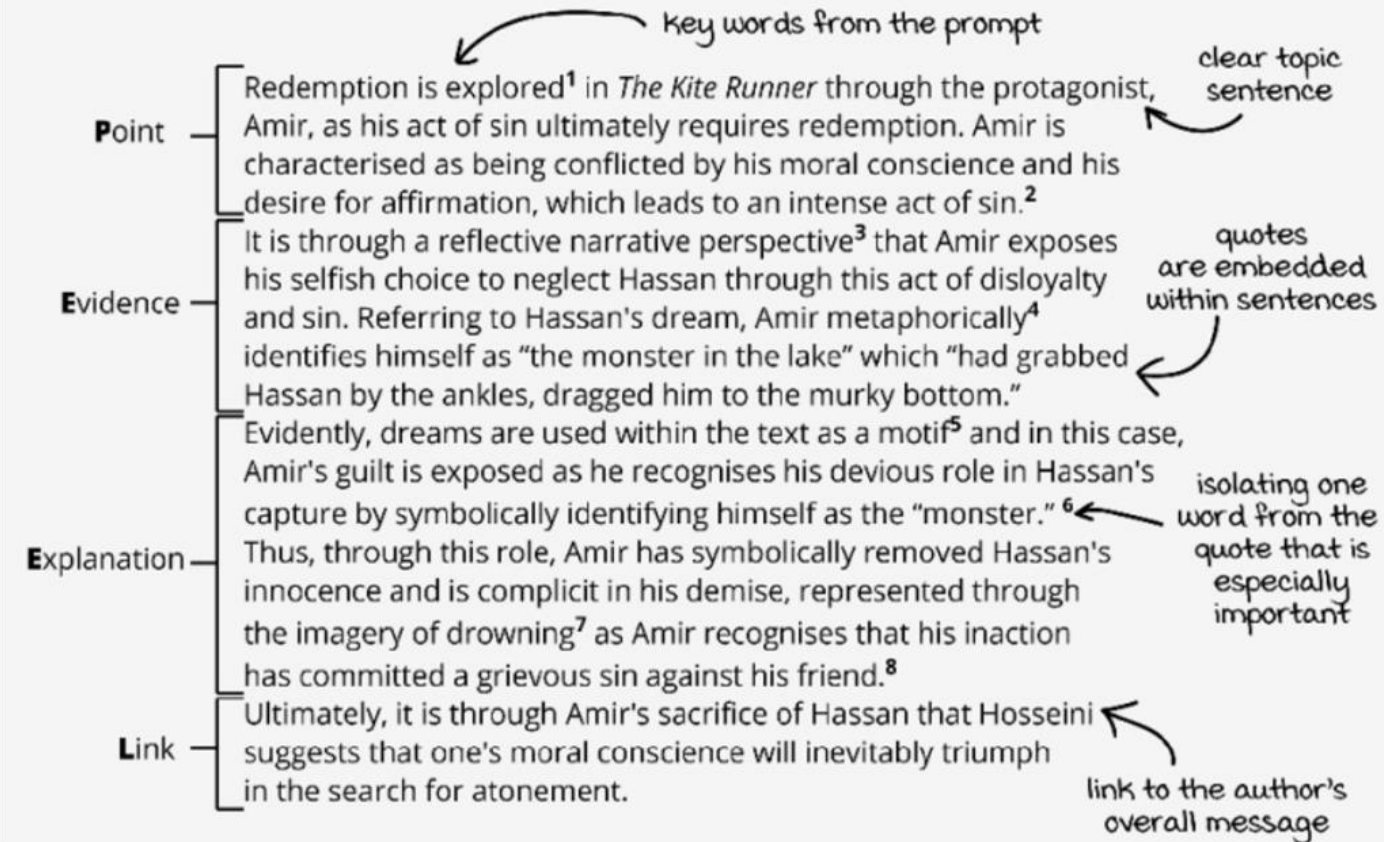 key words from the prompt
clear topic
sentence
Point
Redemption is explored¹ in The Kite Runner through the protagonist,
Amir, as his act of sin ultimately requires redemption. Amir is
characterised as being conflicted by his moral conscience and his
desire for affirmation, which leads to an intense act of sin.²
Evidence
It is through a reflective narrative perspective³ that Amir exposes
his selfish choice to neglect Hassan through this act of disloyalty
and sin. Referring to Hassan's dream, Amir metaphorically⁴
identifies himself as “the monster in the lake” which “had grabbed
Hassan by the ankles, dragged him to the murky bottom.”
quotes
are embedded
within sentences
Explanation
Evidently, dreams are used within the text as a motif⁵ and in this case,
Amir's guilt is exposed as he recognises his devious role in Hassan's
capture by symbolically identifying himself as the “monster.” ⁶
Thus, through this role, Amir has symbolically removed Hassan's
innocence and is complicit in his demise, represented through
the imagery of drowning⁷ as Amir recognises that his inaction
has committed a grievous sin against his friend.⁸
isolating one
word from the
quote that is
especially
important
Link
Ultimately, it is through Amir's sacrifice of Hassan that Hosseini
suggests that one's moral conscience will inevitably triumph
in the search for atonement.
link to the author's
overall message